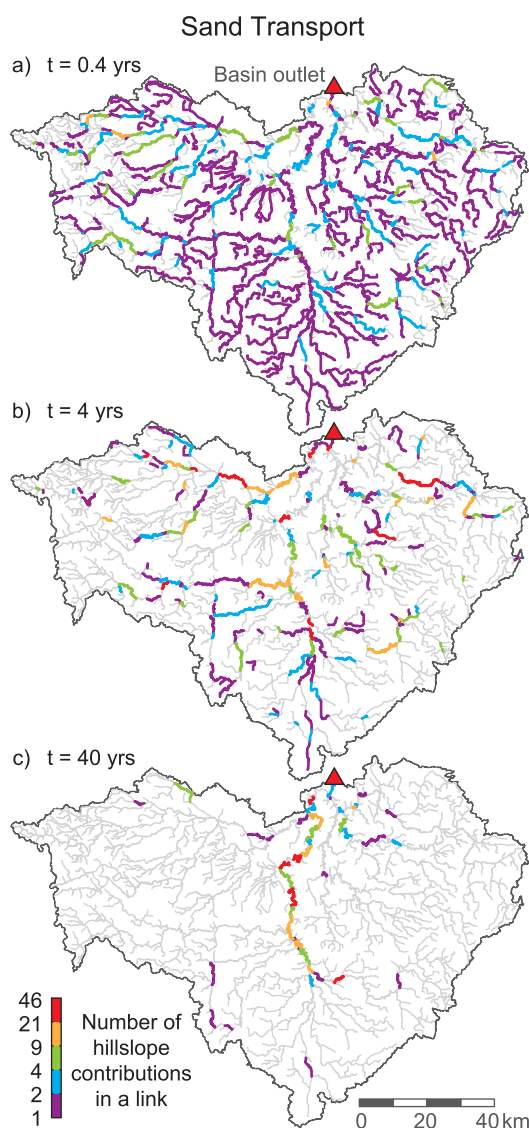 Sand Transport
a) t = 0.4 yrs
Basin outlet
b) t = 4 yrs
c) t = 40 yrs
46
21
9
4
2
1
Number of
hillslope
contributions
in a link
0 20 40 km